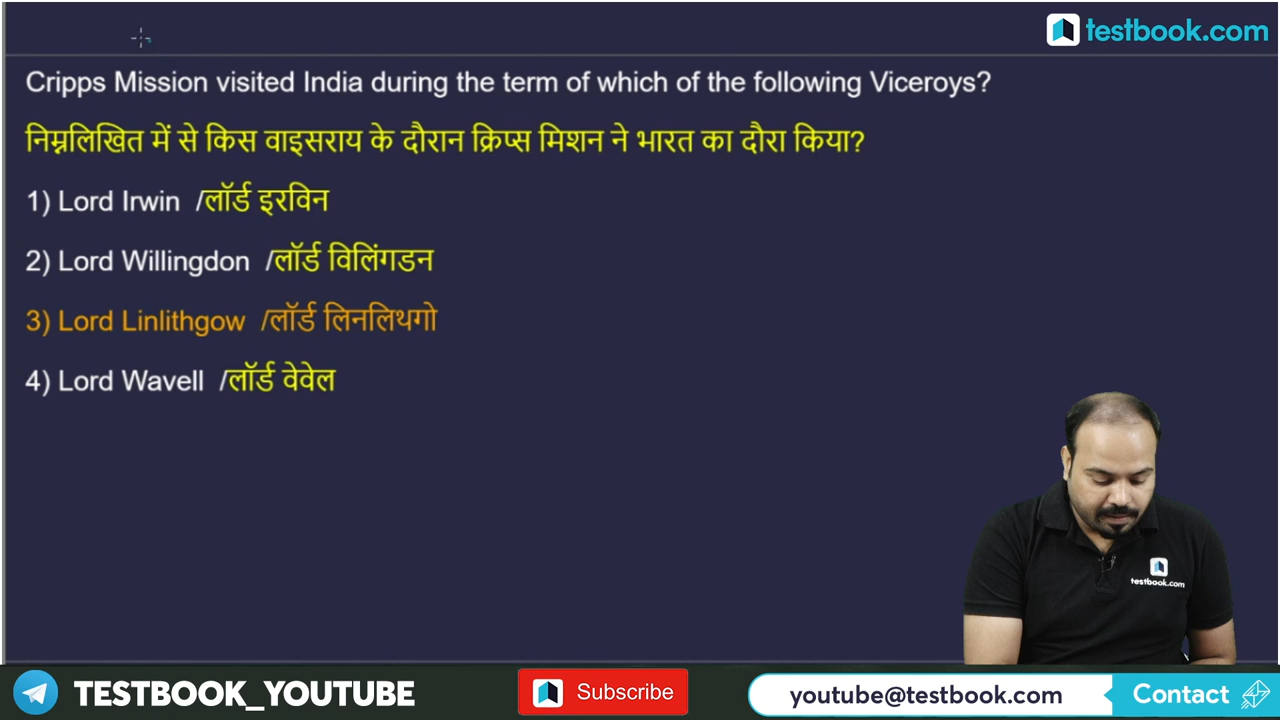 testbook.com
Cripps Mission visited India during the term of which of the following Viceroys?
निम्नलिखित में से किस वाइसराय के दौरान क्रिप्स मिशन ने भारत का दौरा किया?
1) Lord Irwin /लॉर्ड इरविन
2) Lord Willingdon /लॉर्ड विलिंगडन
3) Lord Linlithgow /लॉर्ड लिनलिथगो
4) Lord Wavell /लॉर्ड वेवेल
testbook.com
TESTBOOK_YOUTUBE Subscribe youtube@testbook.com Contact